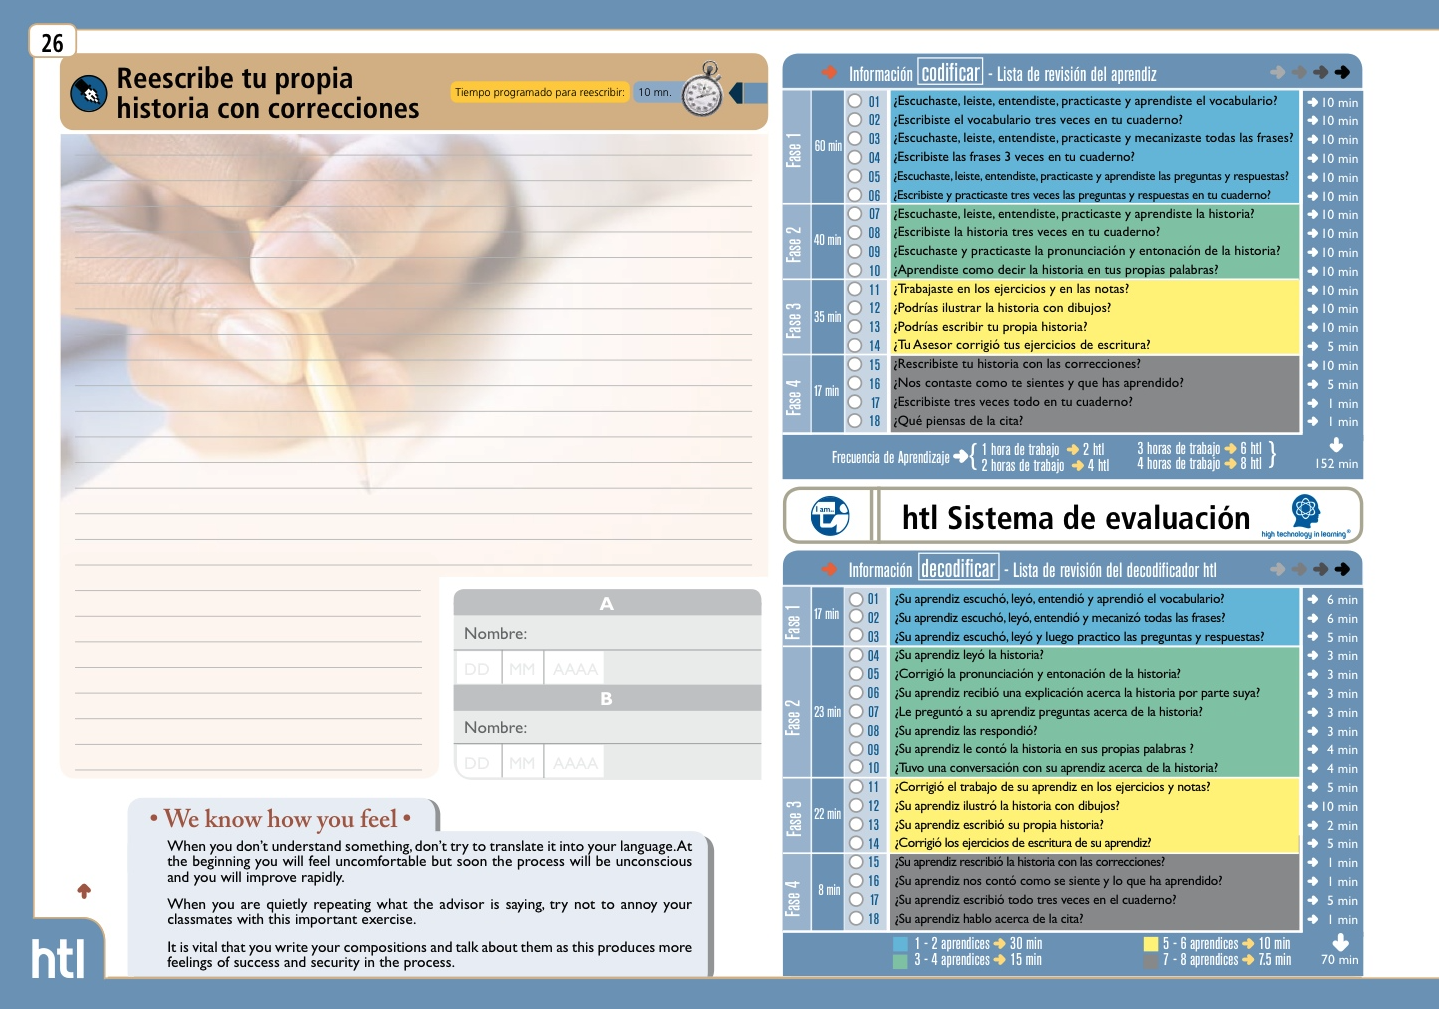 26
Reescribe tu propia
historia con correcciones
Tiempo programado para reescribir:
10 mn.
A
Nombre:
DD MM AAAA
B
Nombre:
DD MM AAAA
• We know how you feel •
When you don't understand something, don't try to translate it into your language. At
the beginning you will feel uncomfortable but soon the process will be unconscious
and you will improve rapidly.
When you are quietly repeating what the advisor is saying, try not to annoy your
classmates with this important exercise.
It is vital that you write your compositions and talk about them as this produces more
feelings of success and security in the process.
htl
Información codificar - Lista de revisión del aprendiz
Fase 1
60 min
01 ¿Escuchaste, leiste, entendiste, practicaste y aprendiste el vocabulario? 10 min
02 ¿Escribiste el vocabulario tres veces en tu cuaderno? 10 min
03 ¿Escuchaste, leiste, entendiste, practicaste y mecanizaste todas las frases? 10 min
04 ¿Escribiste las frases 3 veces en tu cuaderno? 10 min
05 ¿Escuchaste, leiste, entendiste, practicaste y aprendiste las preguntas y respuestas? 10 min
06 ¿Escribiste y practicaste tres veces las preguntas y respuestas en tu cuaderno? 10 min
Fase 2
40 min
07 ¿Escuchaste, leiste, entendiste, practicaste y aprendiste la historia? 10 min
08 ¿Escribiste la historia tres veces en tu cuaderno? 10 min
09 ¿Escuchaste y practicaste la pronunciación y entonación de la historia? 10 min
10 ¿Aprendiste como decir la historia en tus propias palabras? 10 min
Fase 3
35 min
11 ¿Trabajaste en los ejercicios y en las notas? 10 min
12 ¿Podrías ilustrar la historia con dibujos? 10 min
13 ¿Podrías escribir tu propia historia? 10 min
14 ¿Tu Asesor corrigió tus ejercicios de escritura? 5 min
Fase 4
17 min
15 ¿Rescribiste tu historia con las correcciones? 10 min
16 ¿Nos contaste como te sientes y que has aprendido? 5 min
17 ¿Escribiste tres veces todo en tu cuaderno? 1 min
18 ¿Qué piensas de la cita? 1 min
Frecuencia de Aprendizaje { 1 hora de trabajo 2 htl 3 horas de trabajo 6 htl }
2 horas de trabajo 4 htl 4 horas de trabajo 8 htl
152 min
I am..
htl Sistema de evaluación
high technology in learning®
Información decodificar - Lista de revisión del decodificador htl
Fase 1
17 min
01 ¿Su aprendiz escuchó, leyó, entendió y aprendió el vocabulario? 6 min
02 ¿Su aprendiz escuchó, leyó, entendió y mecanizó todas las frases? 6 min
03 ¿Su aprendiz escuchó, leyó y luego practico las preguntas y respuestas? 5 min
Fase 2
23 min
04 ¿Su aprendiz leyó la historia? 3 min
05 ¿Corrigió la pronunciación y entonación de la historia? 3 min
06 ¿Su aprendiz recibió una explicación acerca la historia por parte suya? 3 min
07 ¿Le preguntó a su aprendiz preguntas acerca de la historia? 3 min
08 ¿Su aprendiz las respondió? 3 min
09 ¿Su aprendiz le contó la historia en sus propias palabras ? 4 min
10 ¿Tuvo una conversación con su aprendiz acerca de la historia? 4 min
Fase 3
22 min
11 ¿Corrigió el trabajo de su aprendiz en los ejercicios y notas? 5 min
12 ¿Su aprendiz ilustró la historia con dibujos? 10 min
13 ¿Su aprendiz escribió su propia historia? 2 min
14 ¿Corrigió los ejercicios de escritura de su aprendiz? 5 min
Fase 4
8 min
15 ¿Su aprendiz rescribió la historia con las correcciones? 1 min
16 ¿Su aprendiz nos contó como se siente y lo que ha aprendido? 1 min
17 ¿Su aprendiz escribió todo tres veces en el cuaderno? 5 min
18 ¿Su aprendiz hablo acerca de la cita? 1 min
1 - 2 aprendices 30 min 5 - 6 aprendices 10 min
3 - 4 aprendices 15 min 7 - 8 aprendices 7.5 min
70 min